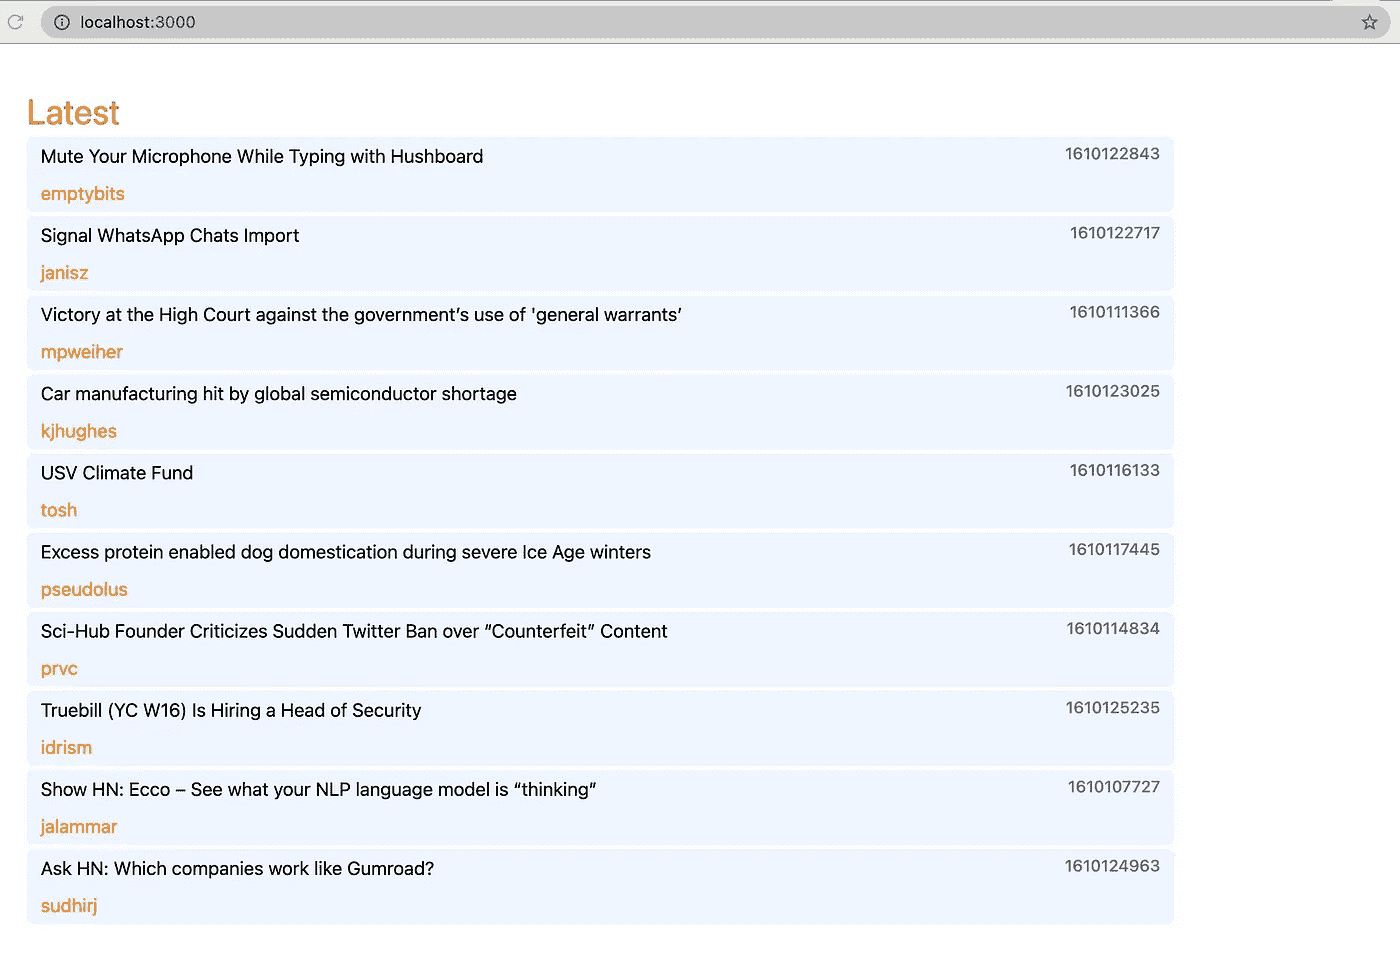 localhost:3000
Latest
Mute Your Microphone While Typing with Hushboard 1610122843
emptybits
Signal WhatsApp Chats Import 1610122717
janisz
Victory at the High Court against the government’s use of 'general warrants’ 1610111366
mpweiher
Car manufacturing hit by global semiconductor shortage 1610123025
kjhughes
USV Climate Fund 1610116133
tosh
Excess protein enabled dog domestication during severe Ice Age winters 1610117445
pseudolus
Sci-Hub Founder Criticizes Sudden Twitter Ban over “Counterfeit” Content 1610114834
prvc
Truebill (YC W16) Is Hiring a Head of Security 1610125235
idrism
Show HN: Ecco – See what your NLP language model is “thinking” 1610107727
jalammar
Ask HN: Which companies work like Gumroad? 1610124963
sudhirj